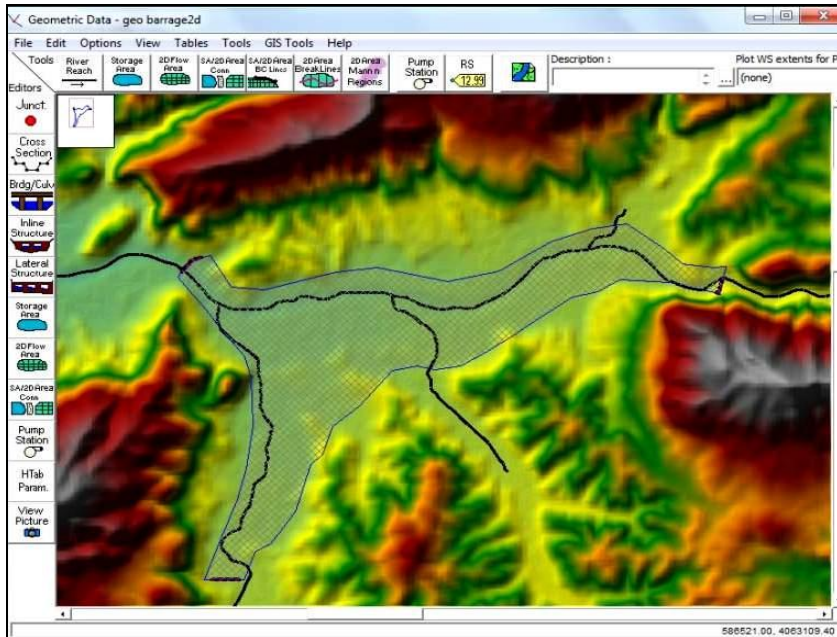 Geometric Data - geo barrage2d
File Edit Options View Tables Tools GIS Tools Help
Tools
River Reach
Storage Area
2D Flow Area
SA/2D Area Conn
SA/2D Area BC Lines
2D Area BreakLines
2D Area Mann n Regions
Pump Station
RS
12.99
Description :
...
Plot WS extents for P
(none)
Editors
Junct.
Cross Section
Brdg/Culv
Inline Structure
Lateral Structure
Storage Area
2D Flow Area
SA/2D Area Conn
Pump Station
HTab Param.
View Picture
586521.00, 4063109.40